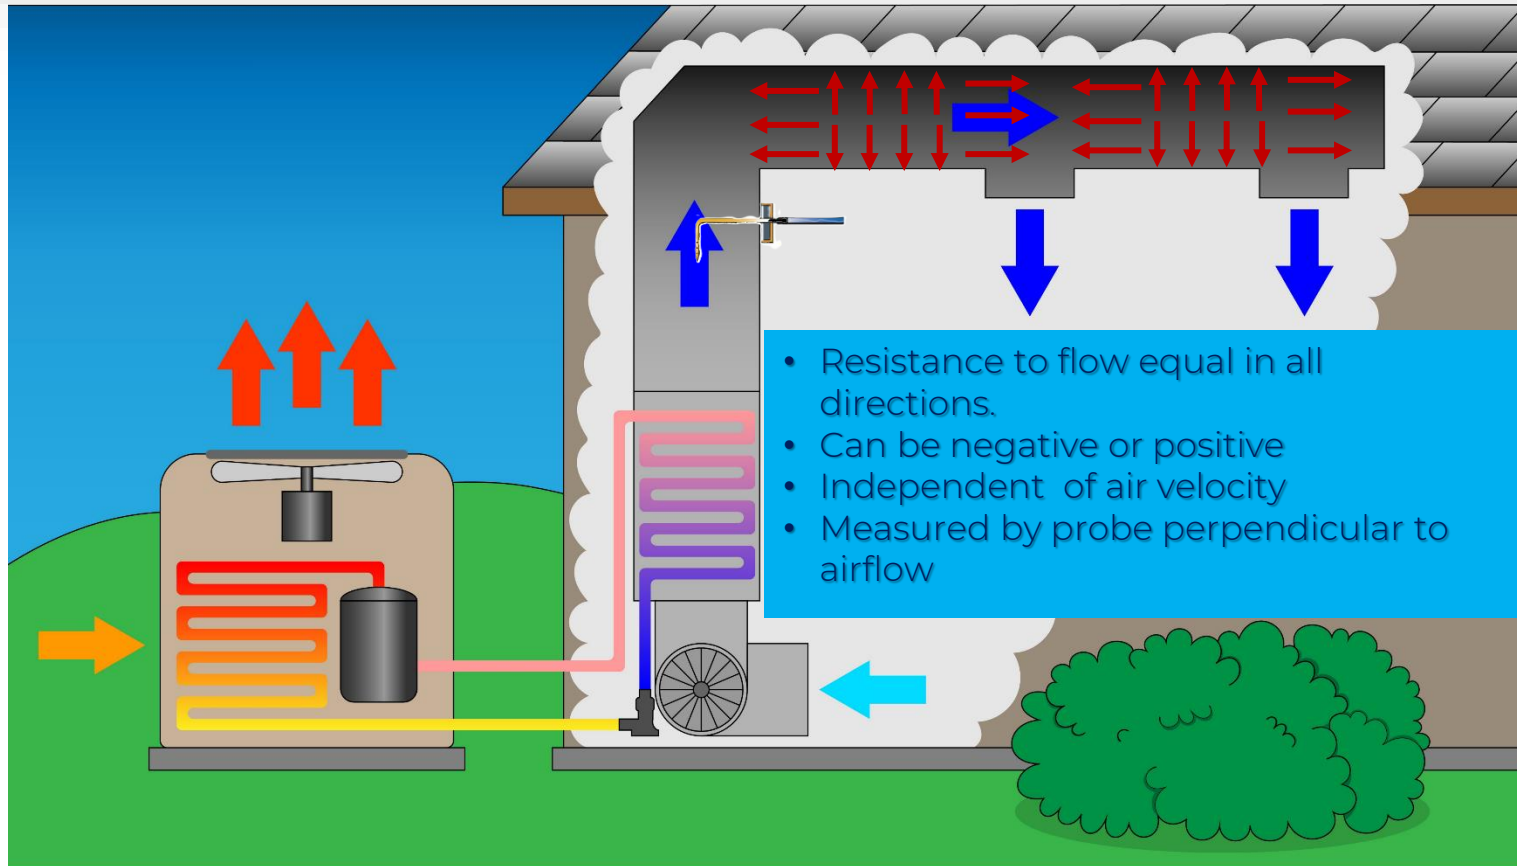 • Resistance to flow equal in all
directions.
• Can be negative or positive
• Independent  of air velocity
• Measured by probe perpendicular to
airflow